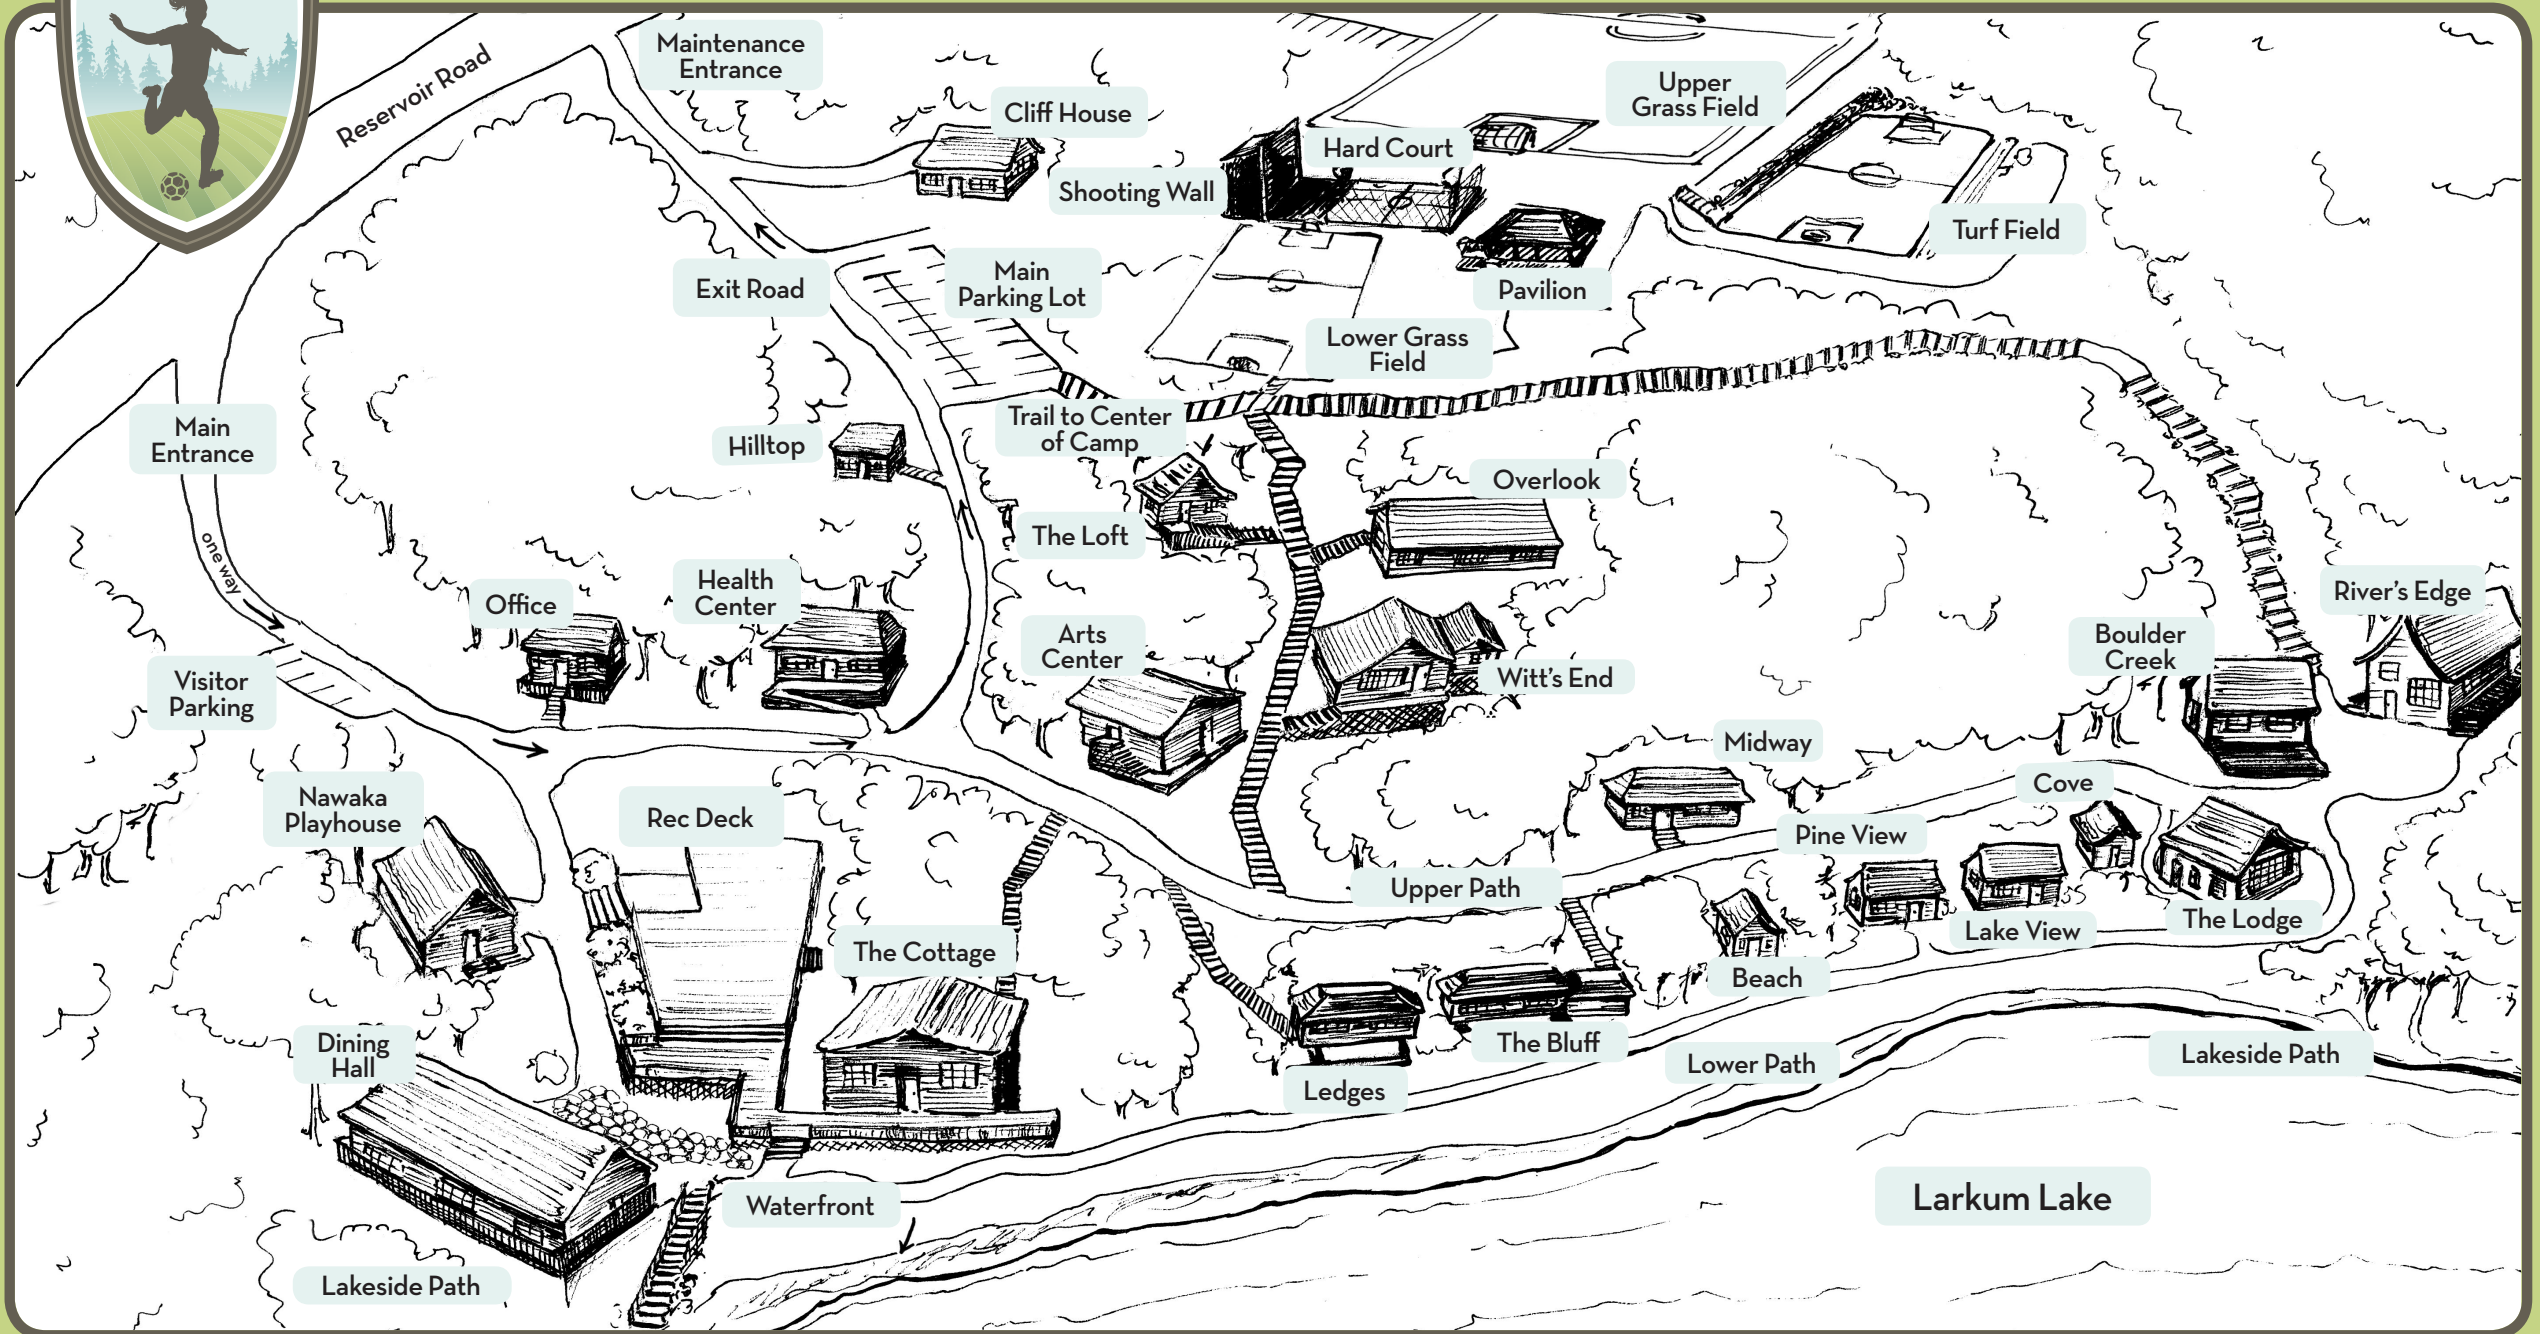 Reservoir Road
Maintenance
Entrance
Cliff House
Upper
Grass Field
Hard Court
Shooting Wall
Turf Field
Exit Road
Main
Parking Lot
Pavilion
Lower Grass
Field
Main
Entrance
Hilltop
Trail to Center
of Camp
Overlook
The Loft
one way
Office
Health
Center
Arts
Center
River's Edge
Boulder
Creek
Visitor
Parking
Witt's End
Midway
Cove
Nawaka
Playhouse
Rec Deck
Pine View
Upper Path
The Cottage
Lake View
The Lodge
Beach
Dining
Hall
The Bluff
Lower Path
Lakeside Path
Ledges
Waterfront
Larkum Lake
Lakeside Path